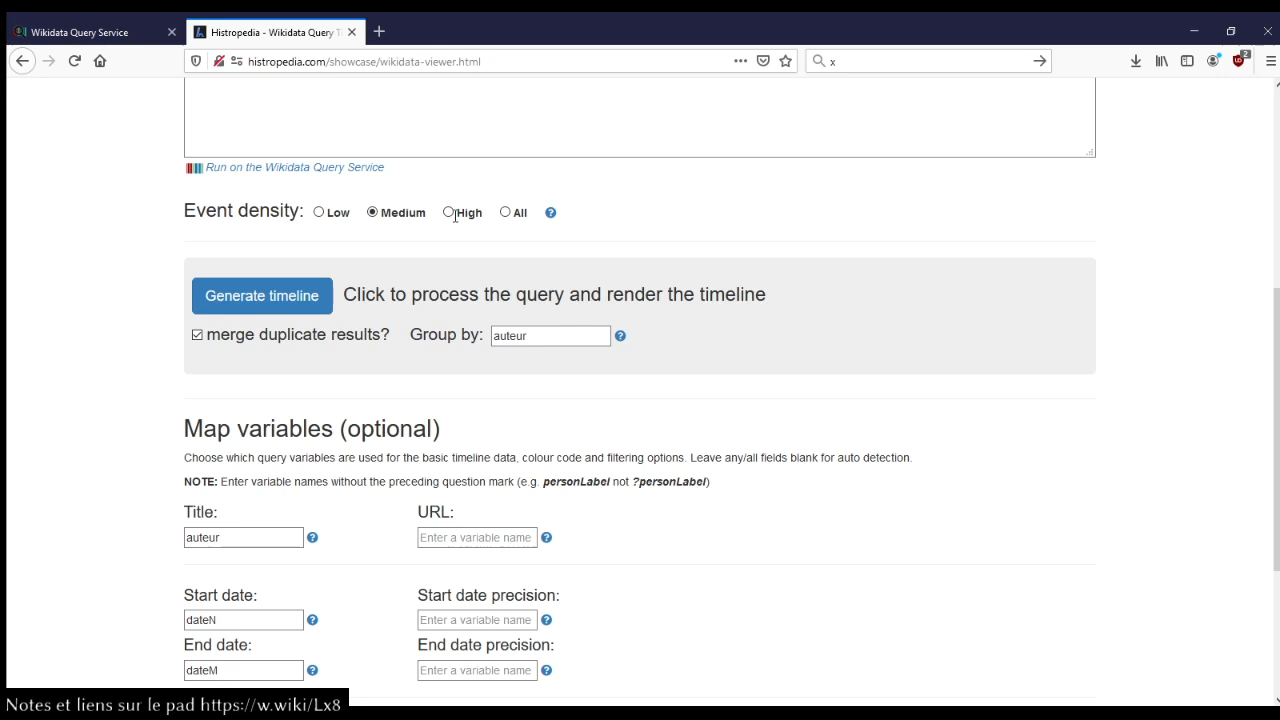 Wikidata Query Service
Histropedia - Wikidata Query Ti
histropedia.com/showcase/wikidata-viewer.html
x
2
Run on the Wikidata Query Service
Event density: Low Medium High All ?
Generate timeline Click to process the query and render the timeline
merge duplicate results? Group by: auteur ?
Map variables (optional)
Choose which query variables are used for the basic timeline data, colour code and filtering options. Leave any/all fields blank for auto detection.
NOTE: Enter variable names without the preceding question mark (e.g. personLabel not ?personLabel)
Title: URL:
auteur ? Enter a variable name ?
Start date: Start date precision:
dateN ? Enter a variable name ?
End date: End date precision:
dateM ? Enter a variable name ?
Notes et liens sur le pad https://w.wiki/Lx8